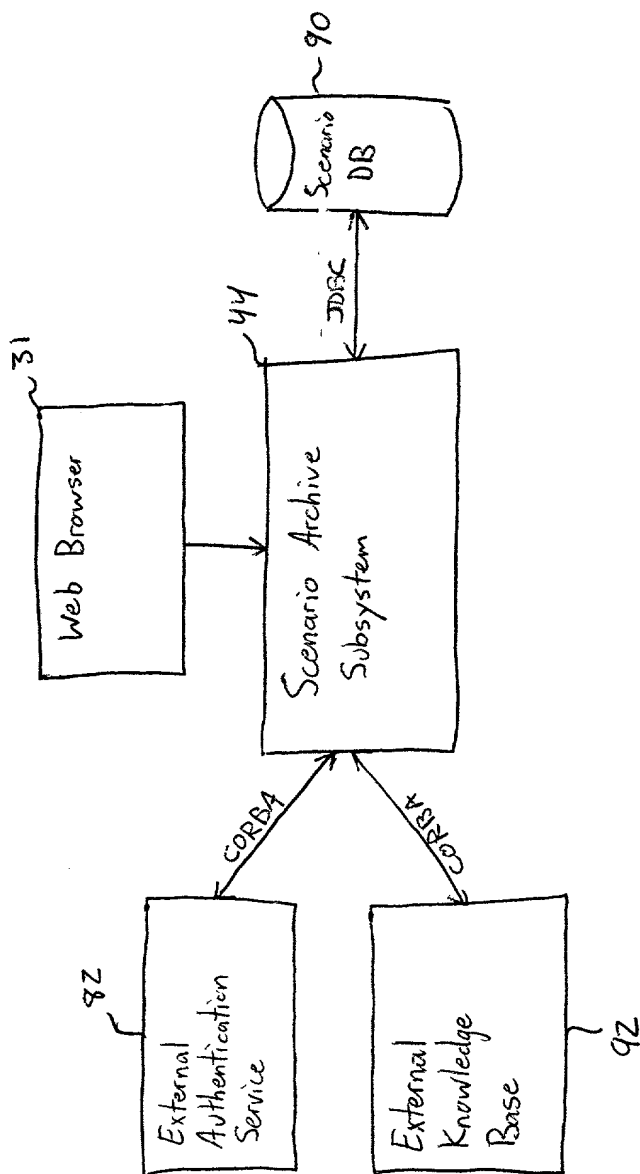 31
Web Browser
82
External
Authentication
Service
CORBA
44
Scenario Archive
Subsystem
JDBC
90
Scenario
DB
CORBA
External
Knowledge
Base
92